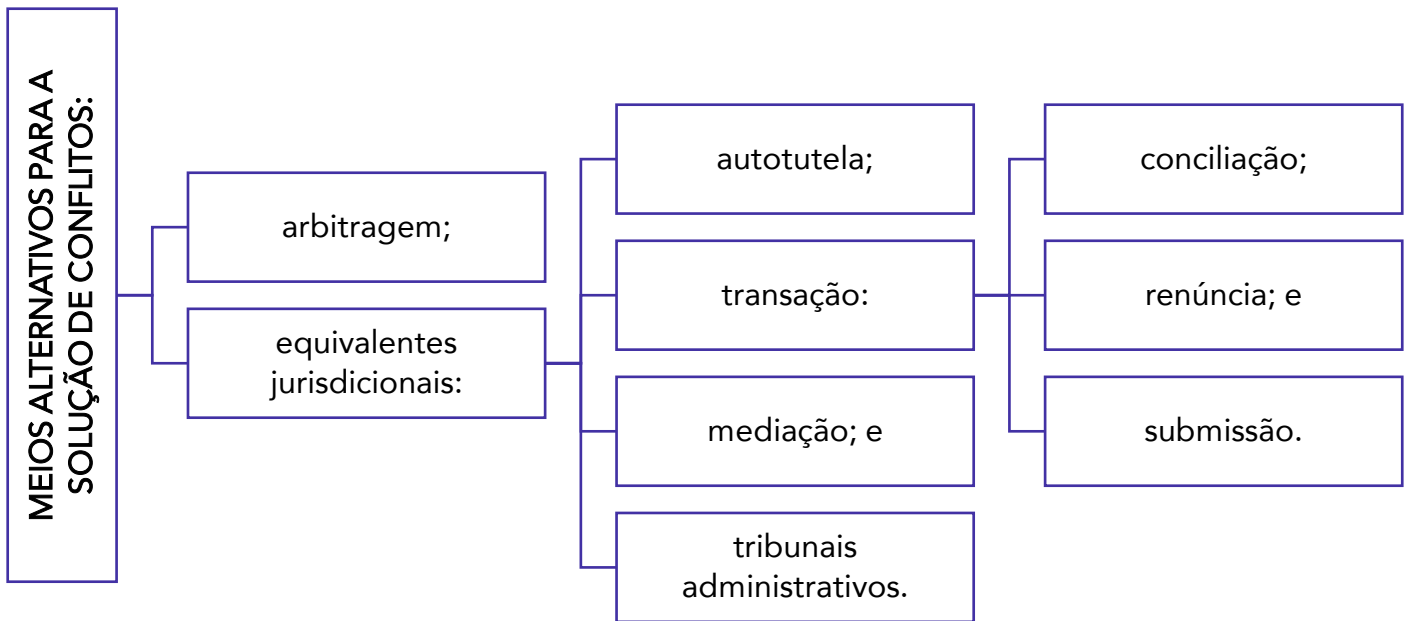 MEIOS ALTERNATIVOS PARA A
SOLUÇÃO DE CONFLITOS:
arbitragem;
equivalentes
jurisdicionais:
autotutela;
transação:
mediação; e
tribunais
administrativos.
conciliação;
renúncia; e
submissão.